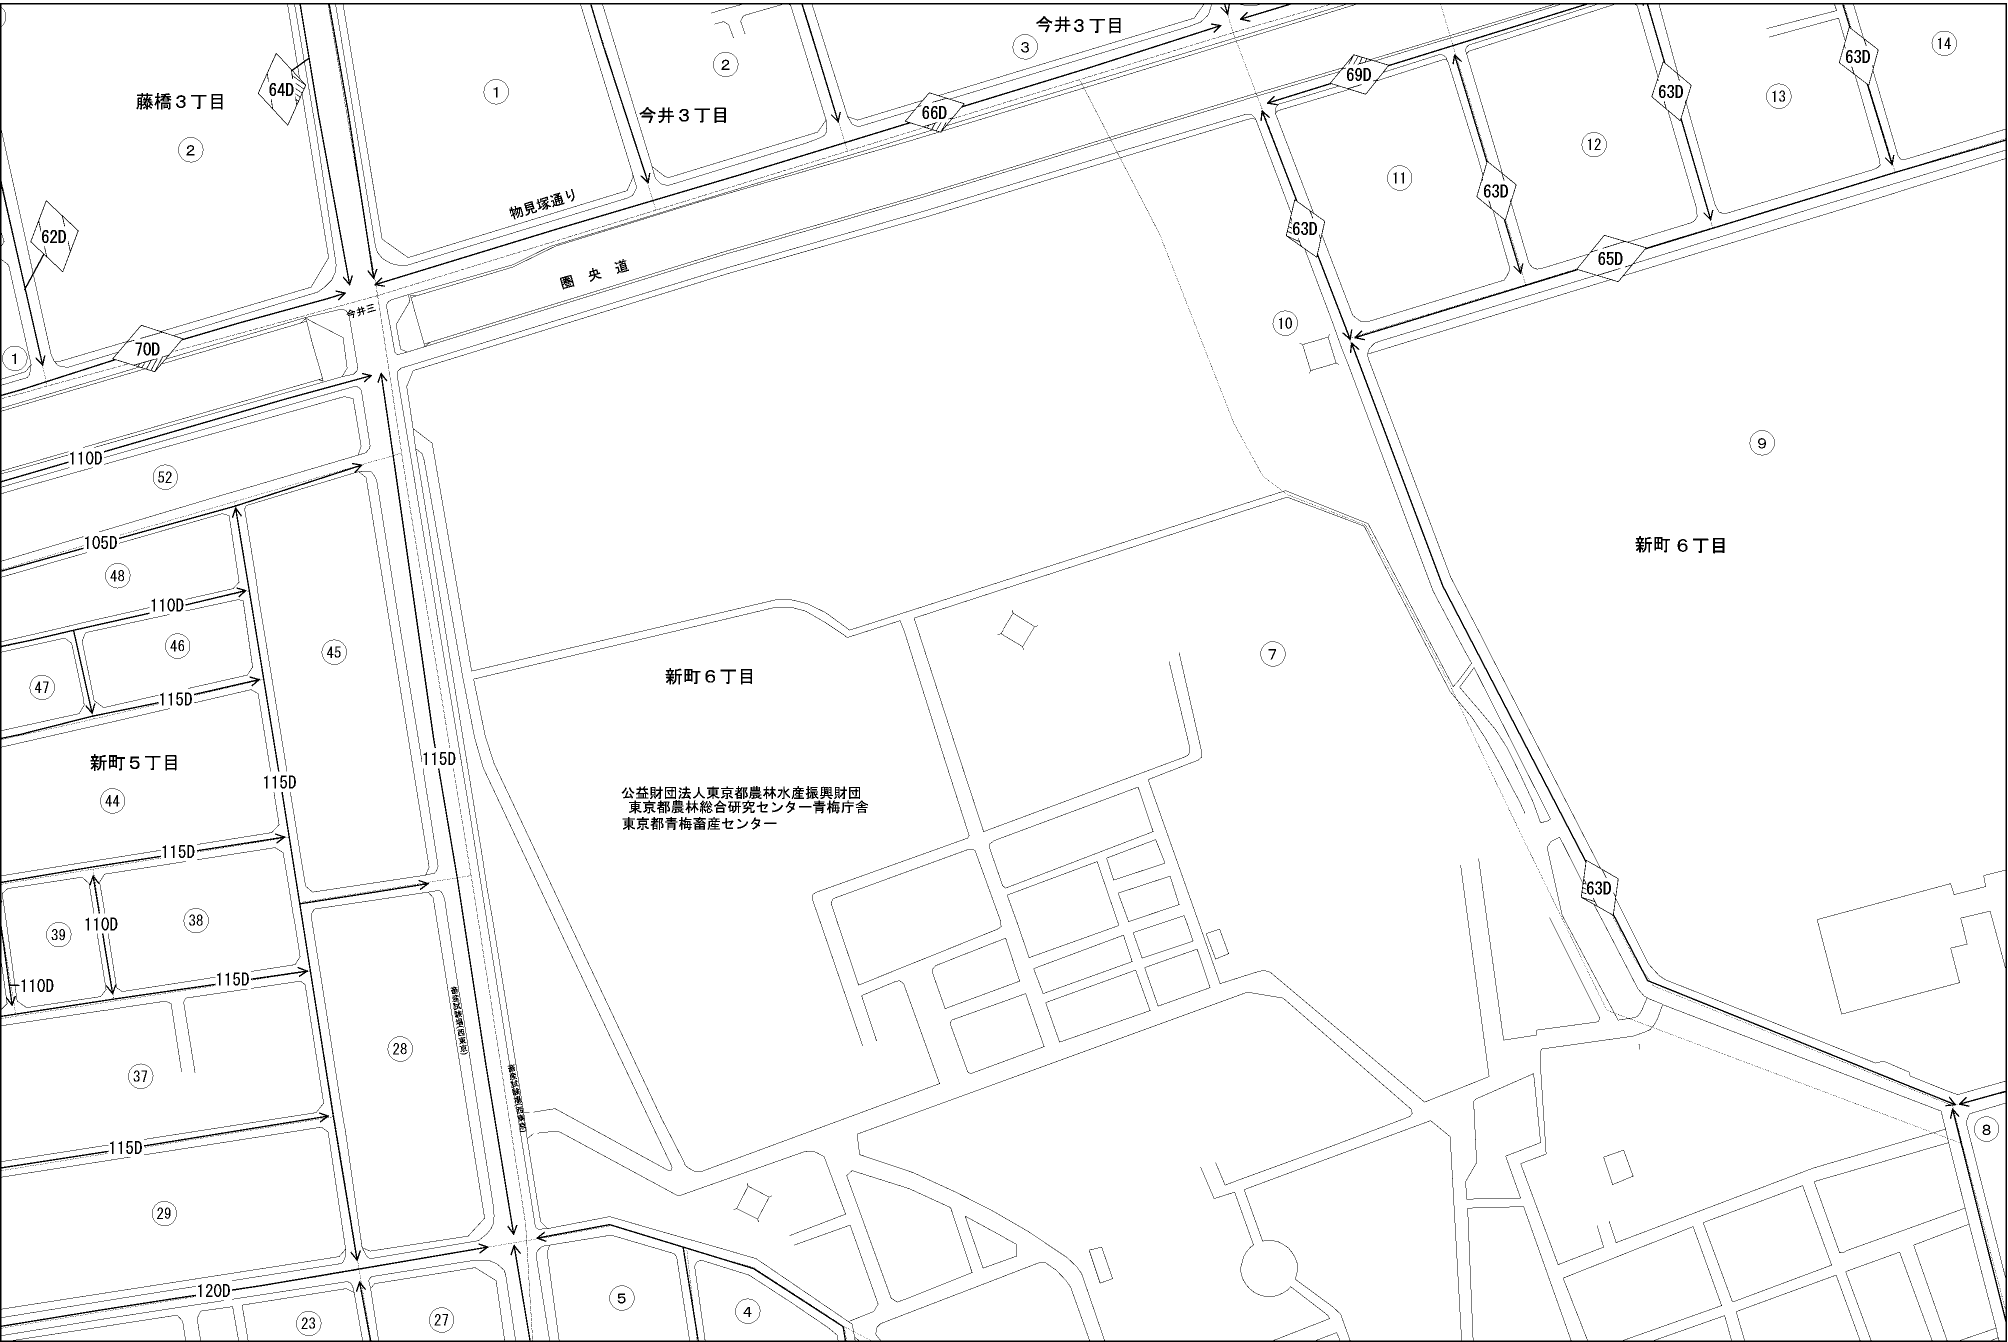 今井３丁目
14
3
2
63D
63D
69D
64D
1
13
藤橋３丁目
66D
今井３丁目
2
12
11
63D
物見塚通り
63D
62D
65D
圏央道
今井三
10
70D
1
9
110D
52
105D
新町６丁目
48
110D
46
45
7
新町６丁目
47
115D
115D
新町５丁目
115D
公益財団法人東京都農林水産振興財団
東京都農林総合研究センター青梅庁舎
東京都青梅畜産センター
44
115D
63D
38
110D
39
115D
110D
28
37
8
115D
29
120D
5
4
27
23